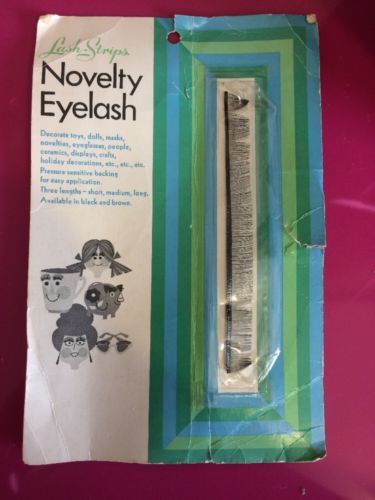 Lash Strips
Novelty
Eyelash
Decorate toys, dolls, masks,
novelties, eyeglasses, people,
ceramics, displays, crafts,
holiday decorations, etc., etc., etc.
Pressure sensitive backing
for easy application.
Three lengths – short, medium, long.
Available in black and brown.